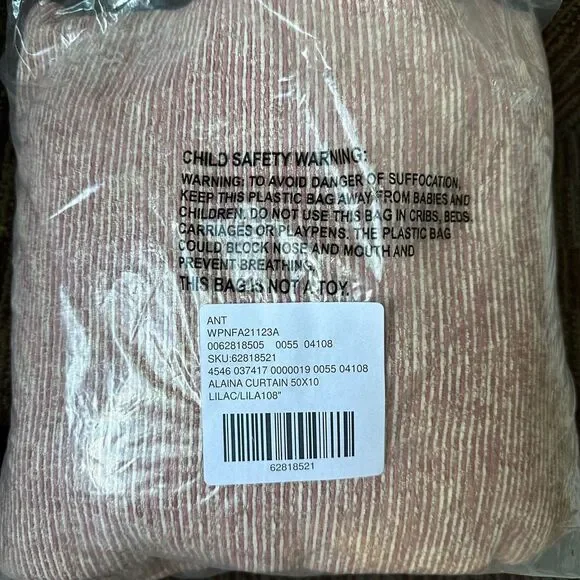 CHILD SAFETY WARNING:
WARNING: TO AVOID DANGER OF SUFFOCATION,
KEEP THIS PLASTIC BAG AWAY FROM BABIES AND
CHILDREN. DO NOT USE THIS BAG IN CRIBS, BEDS,
CARRIAGES OR PLAYPENS. THE PLASTIC BAG
COULD BLOCK NOSE AND MOUTH AND
PREVENT BREATHING.
THIS BAG IS NOT A TOY.
ANT
WPNFA21123A
0062818505 0055 04108
SKU:62818521
4546 037417 0000019 0055 04108
ALAINA CURTAIN 50X10
LILAC/LILA108"
62818521